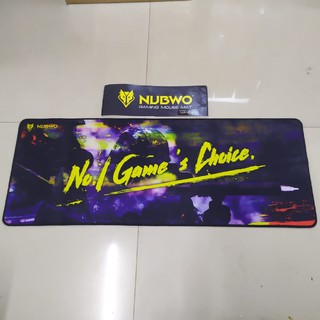 NUBWO
GAMING MOUSE MAT
NUBWO
No.1 Game's Choice.